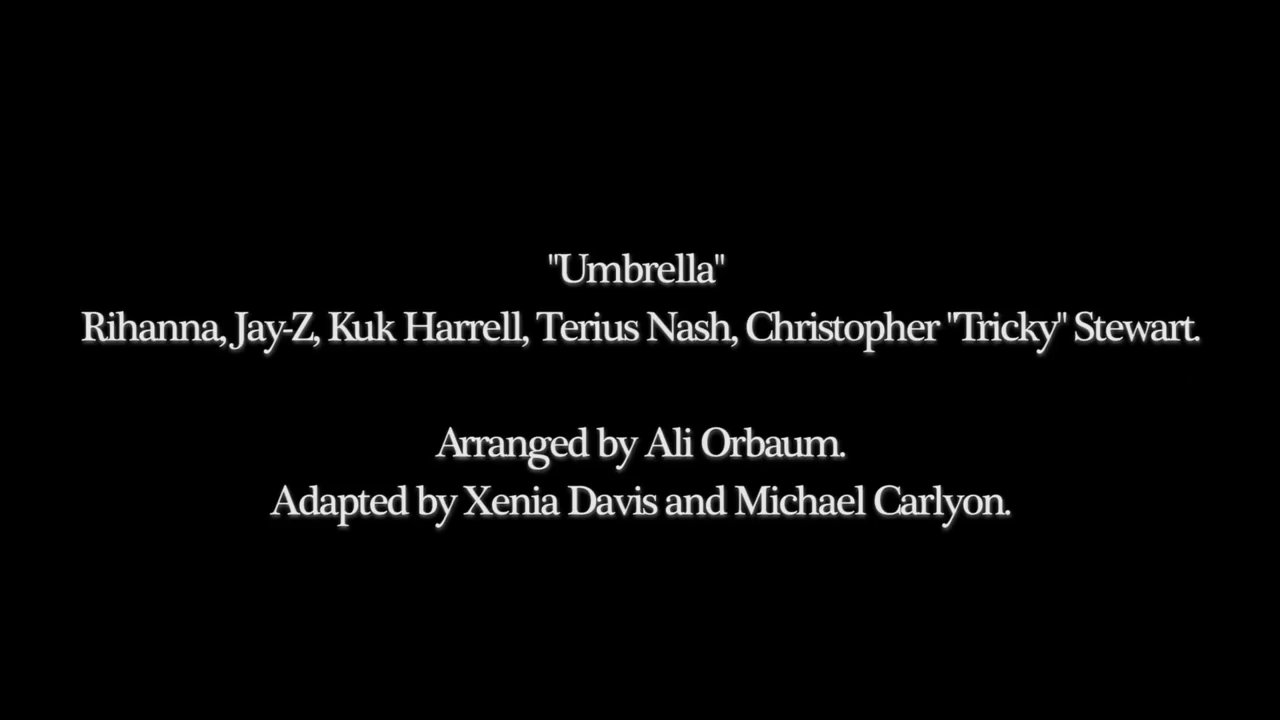 "Umbrella"
Rihanna, Jay-Z, Kuk Harrell, Terius Nash, Christopher "Tricky" Stewart.
Arranged by Ali Orbaum.
Adapted by Xenia Davis and Michael Carlyon.